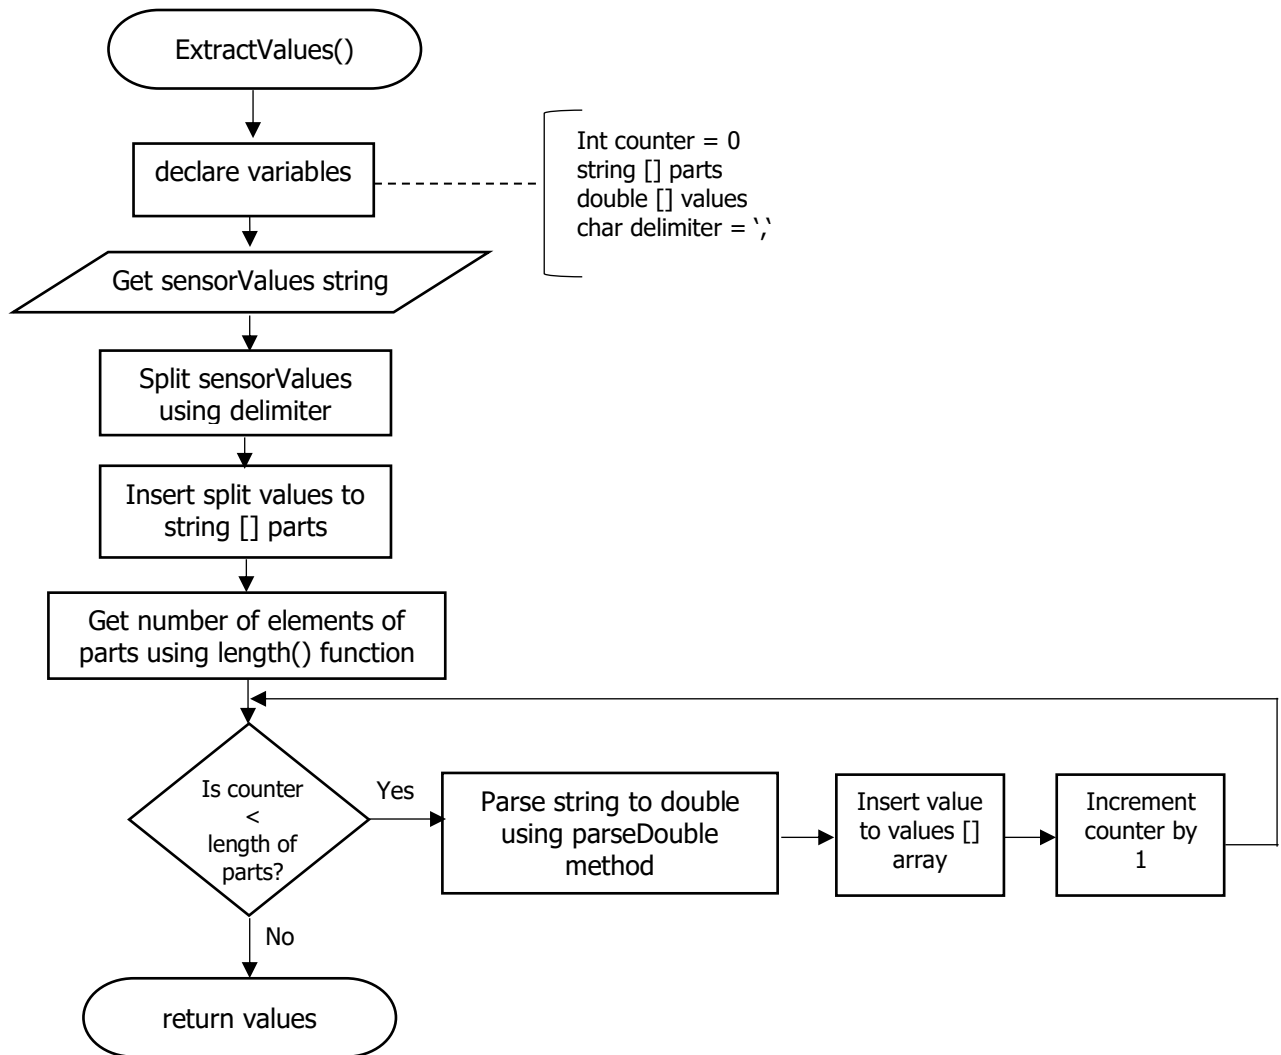 ExtractValues()
declare variables
Int counter = 0
string [] parts
double [] values
char delimiter = ‵,‵
Get sensorValues string
Split sensorValues
using delimiter
Insert split values to
string [] parts
Get number of elements of
parts using length() function
Is counter
<
length of
parts?
Yes
Parse string to double
using parseDouble
method
Insert value
to values []
array
Increment
counter by
1
No
return values